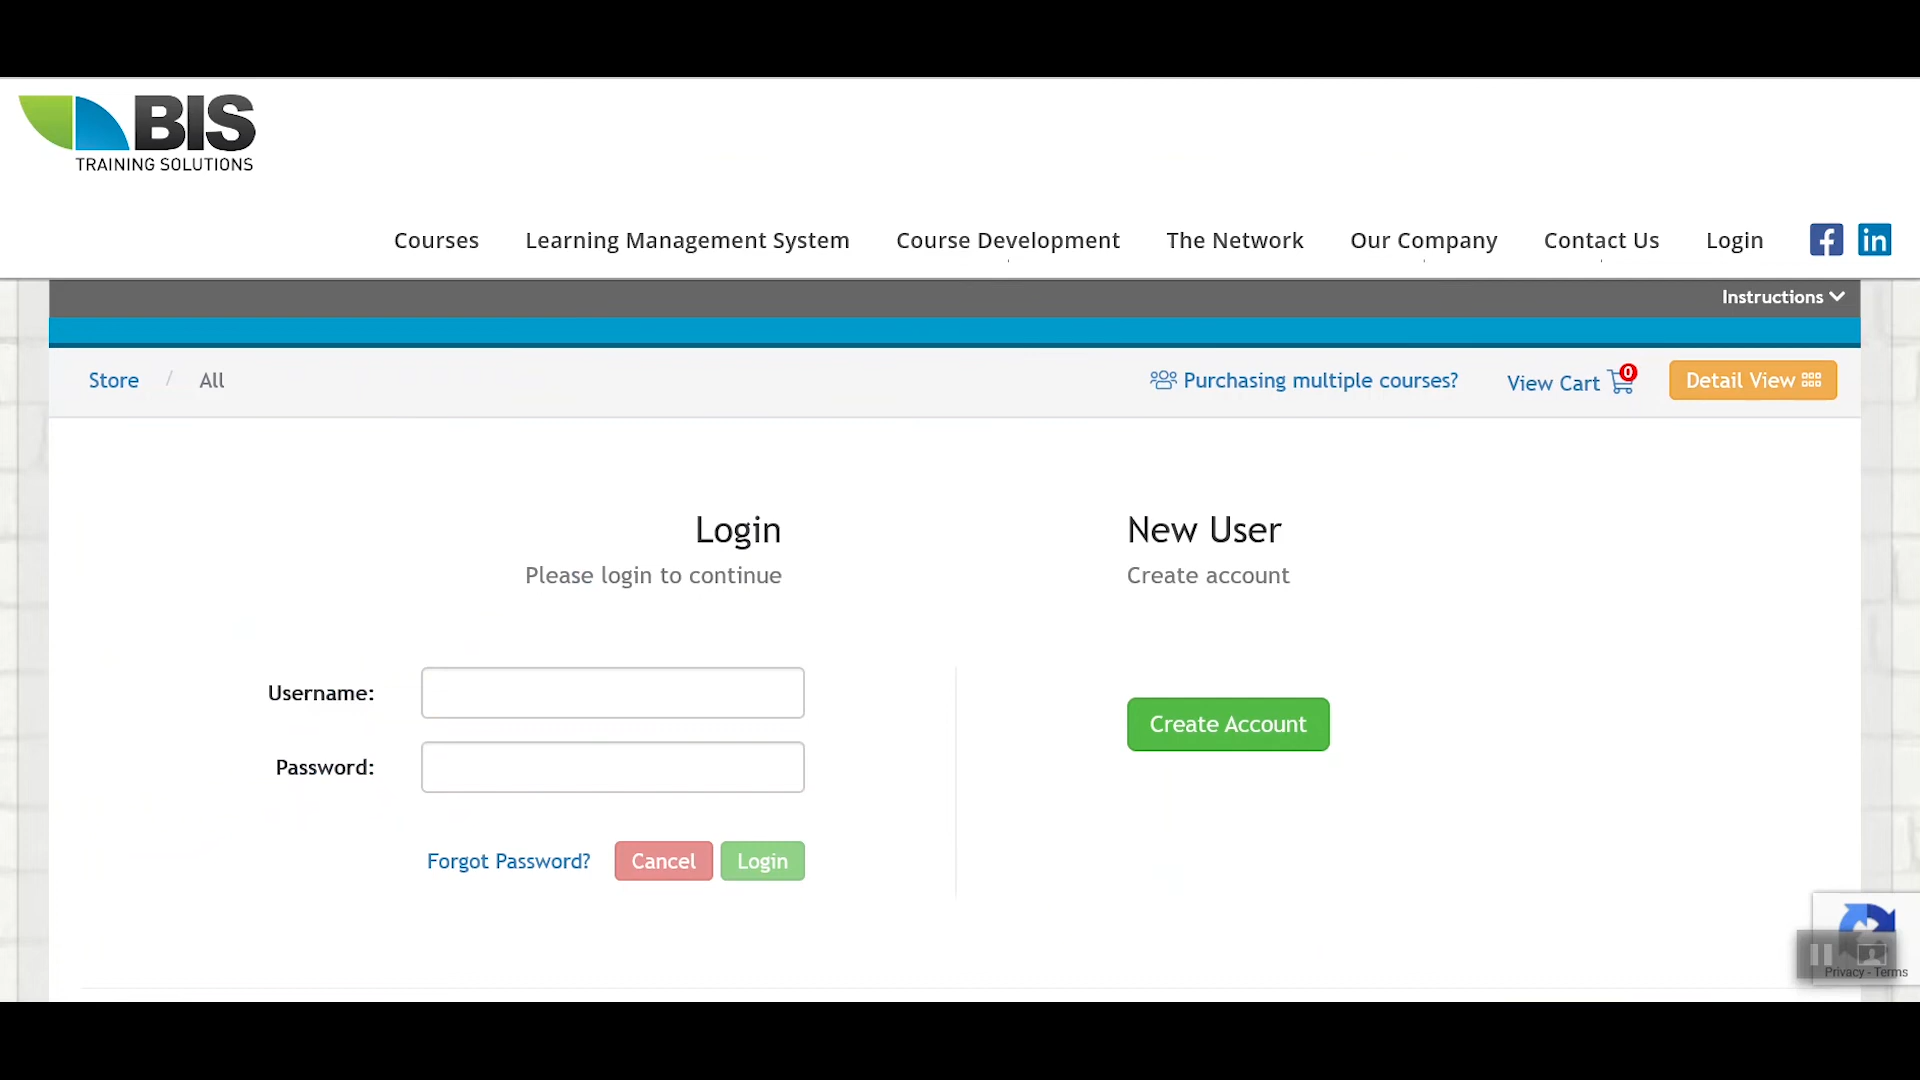 BIS
TRAINING SOLUTIONS
Courses Learning Management System Course Development The Network Our Company Contact Us Login
Instructions
Store / All Purchasing multiple courses? View Cart 0 Detail View
Login New User
Please login to continue Create account
Username:
Create Account
Password:
Forgot Password? Cancel Login
Privacy - Terms